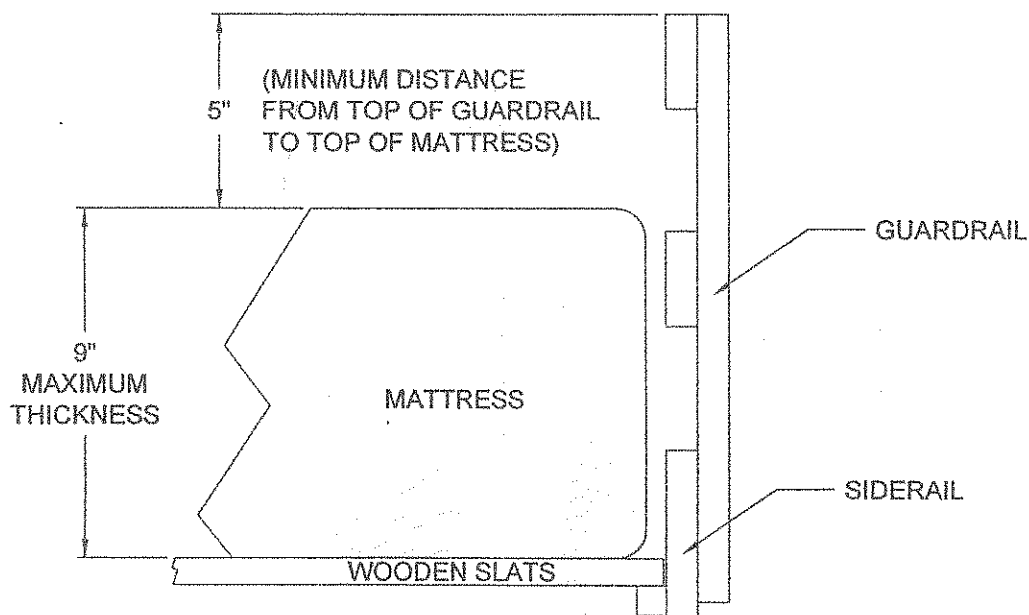 5"
(MINIMUM DISTANCE
FROM TOP OF GUARDRAIL
TO TOP OF MATTRESS)
GUARDRAIL
9"
MAXIMUM
THICKNESS
MATTRESS
SIDERAIL
WOODEN SLATS